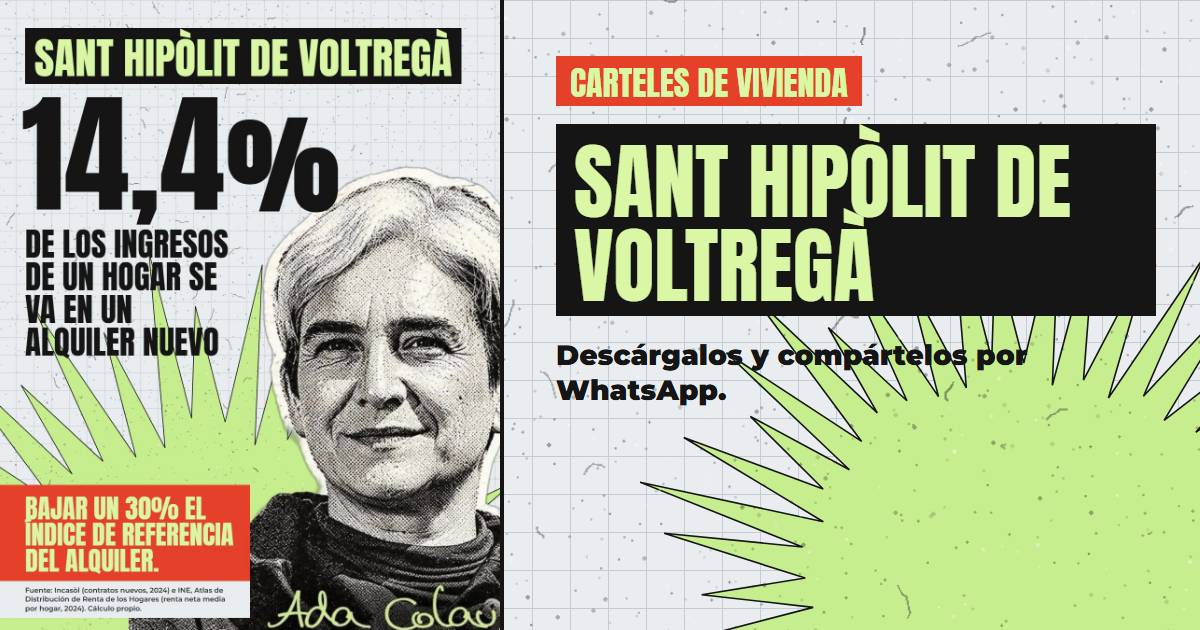 SANT HIPÒLIT DE VOLTREGÀ
14,4%
DE LOS INGRESOS
DE UN HOGAR SE
VA EN UN
ALQUILER NUEVO
BAJAR UN 30% EL
ÍNDICE DE REFERENCIA
DEL ALQUILER.
Fuente: Incasòl (contratos nuevos, 2024) e INE, Atlas de
Distribución de Renta de los Hogares (renta neta media
por hogar, 2024). Cálculo propio.
Ada Colau
CARTELES DE VIVIENDA
SANT HIPÒLIT DE
VOLTREGÀ
Descárgalos y compártelos por
WhatsApp.